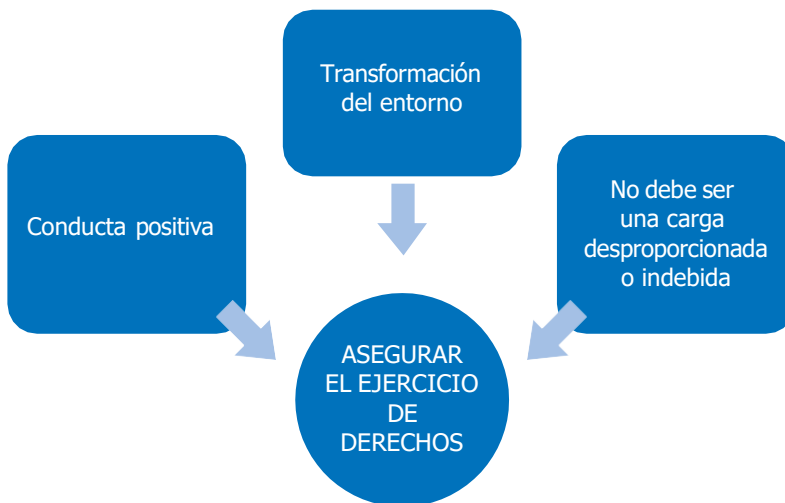 Transformación
del entorno
Conducta positiva
No debe ser
una carga
desproporcionada
o indebida
ASEGURAR
EL EJERCICIO
DE
DERECHOS